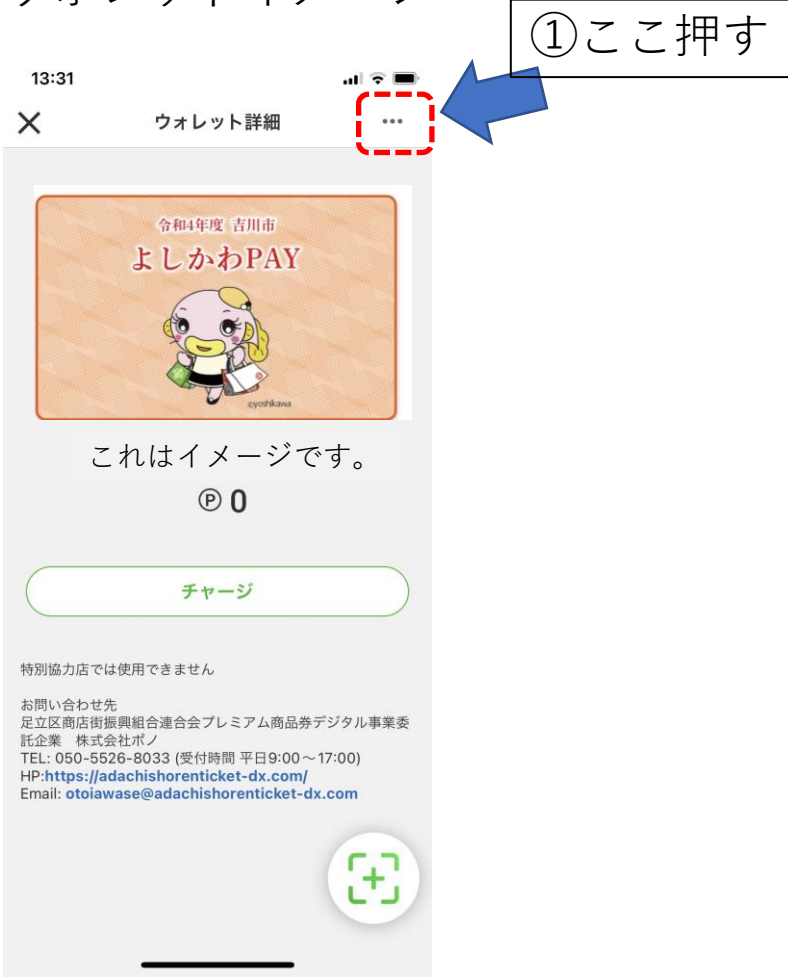 ①ここ押す
13:31
ウォレット詳細
令和4年度 吉川市
よしかわPAY
©yoshikawa
これはイメージです。
Ⓟ 0
チャージ
特別協力店では使用できません
お問い合わせ先
足立区商店街振興組合連合会プレミアム商品券デジタル事業委
託企業　株式会社ポノ
TEL: 050-5526-8033 (受付時間 平日9:00～17:00)
HP:https://adachishorenticket-dx.com/
Email: otoiawase@adachishorenticket-dx.com